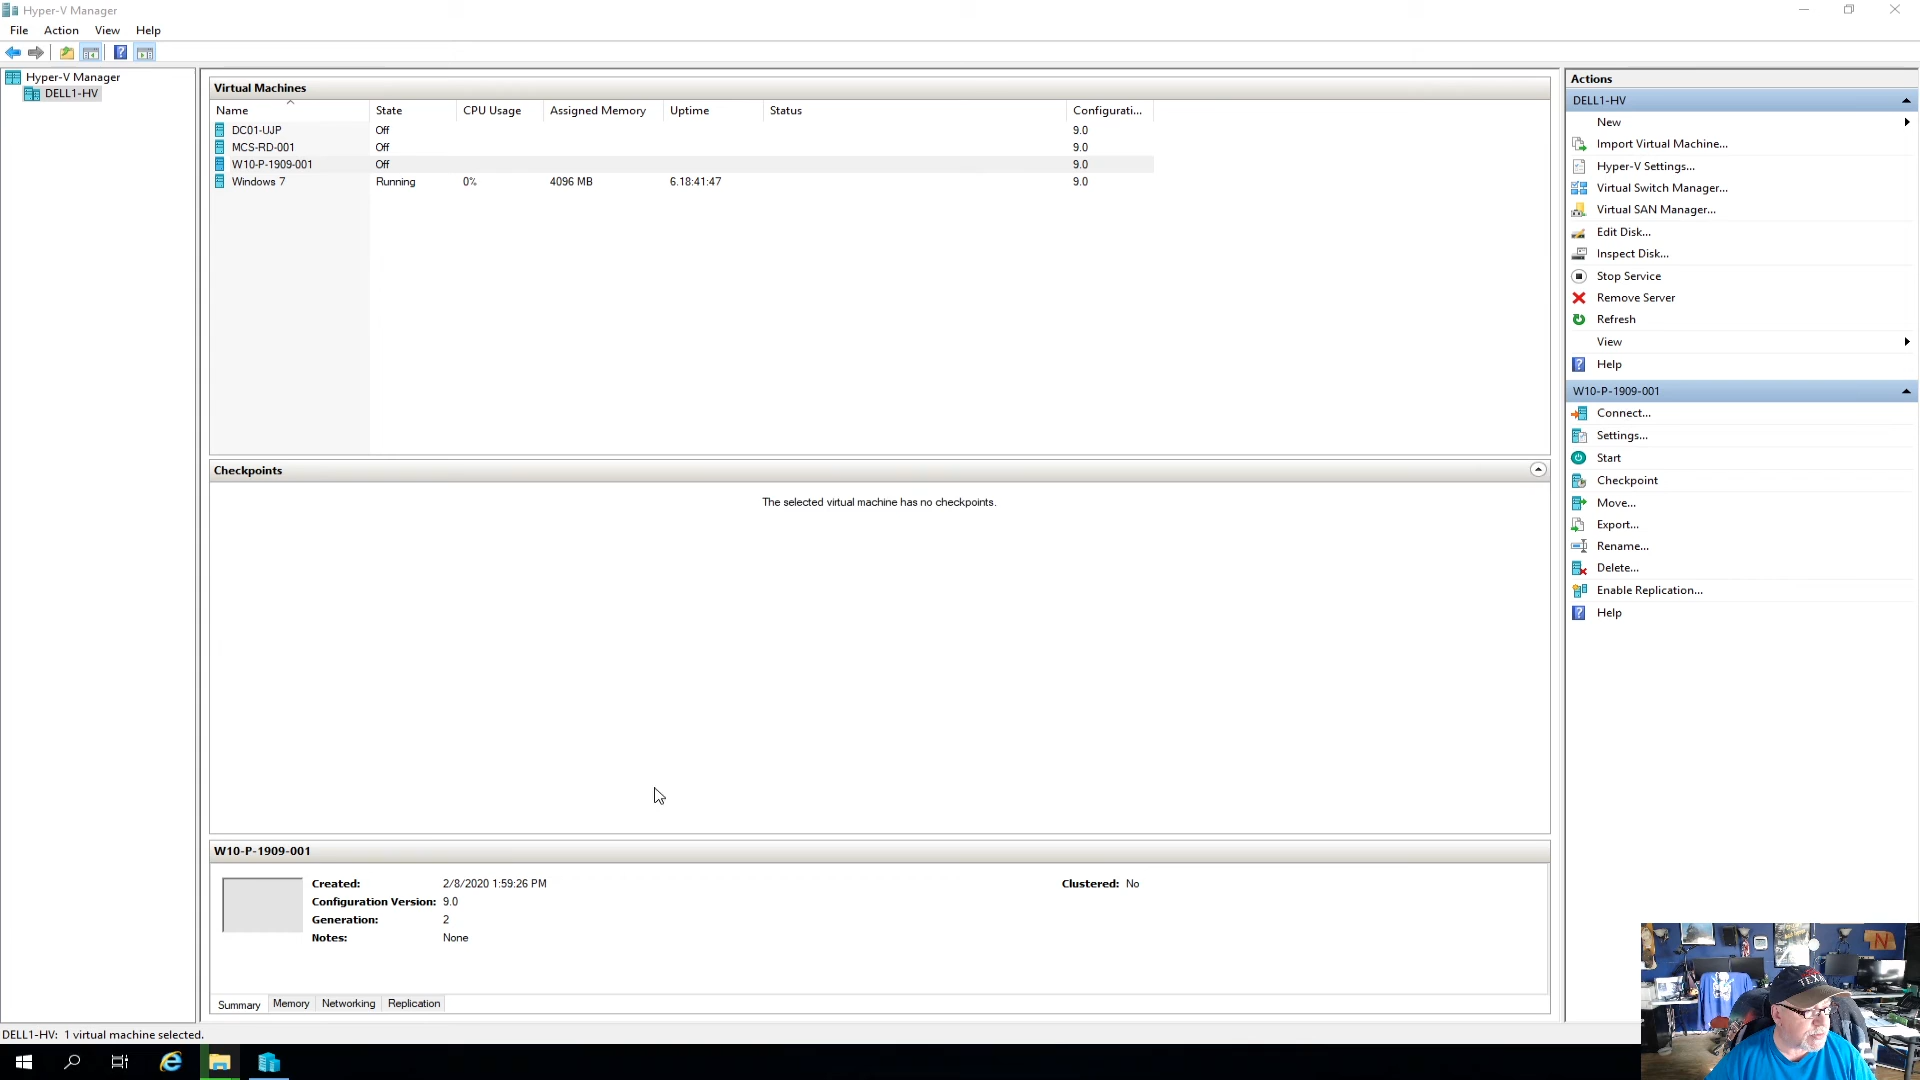 Hyper-V Manager
File Action View Help
Hyper-V Manager
DELL1-HV
Virtual Machines
Name State CPU Usage Assigned Memory Uptime Status Configurati...
DC01-UJP Off 9.0
MCS-RD-001 Off 9.0
W10-P-1909-001 Off 9.0
Windows 7 Running 0% 4096 MB 6.18:41:47 9.0
Checkpoints
The selected virtual machine has no checkpoints.
W10-P-1909-001
Created: 2/8/2020 1:59:26 PM Clustered: No
Configuration Version: 9.0
Generation: 2
Notes: None
Summary Memory Networking Replication
Actions
DELL1-HV
New
Import Virtual Machine...
Hyper-V Settings...
Virtual Switch Manager...
Virtual SAN Manager...
Edit Disk...
Inspect Disk...
Stop Service
Remove Server
Refresh
View
Help
W10-P-1909-001
Connect...
Settings...
Start
Checkpoint
Move...
Export...
Rename...
Delete...
Enable Replication...
Help
DELL1-HV: 1 virtual machine selected.
N